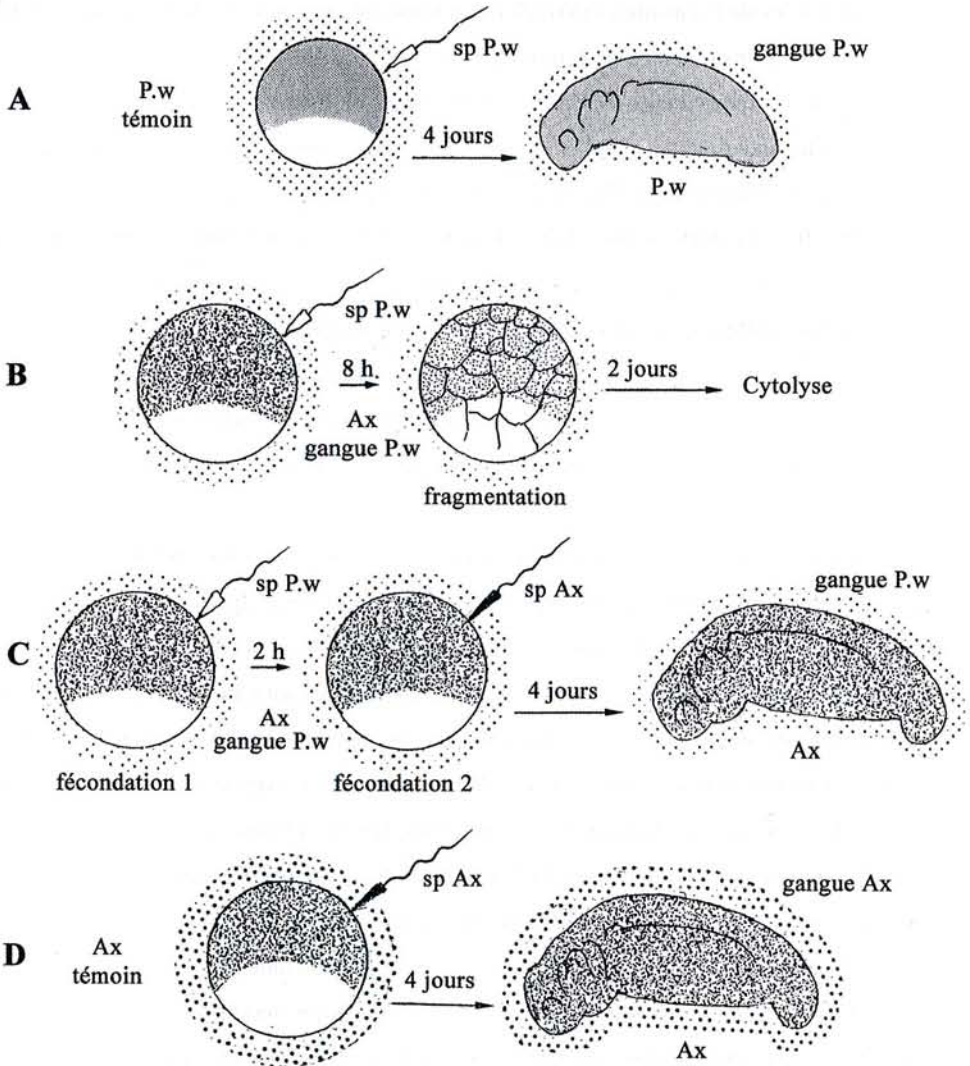 A
P.w
témoin
sp P.w
4 jours
gangue P.w
P.w
B
sp P.w
8 h.
Ax
gangue P.w
fragmentation
2 jours
Cytolyse
C
sp P.w
fécondation 1
2 h
Ax
gangue P.w
sp Ax
fécondation 2
4 jours
gangue P.w
Ax
D
Ax
témoin
sp Ax
4 jours
gangue Ax
Ax